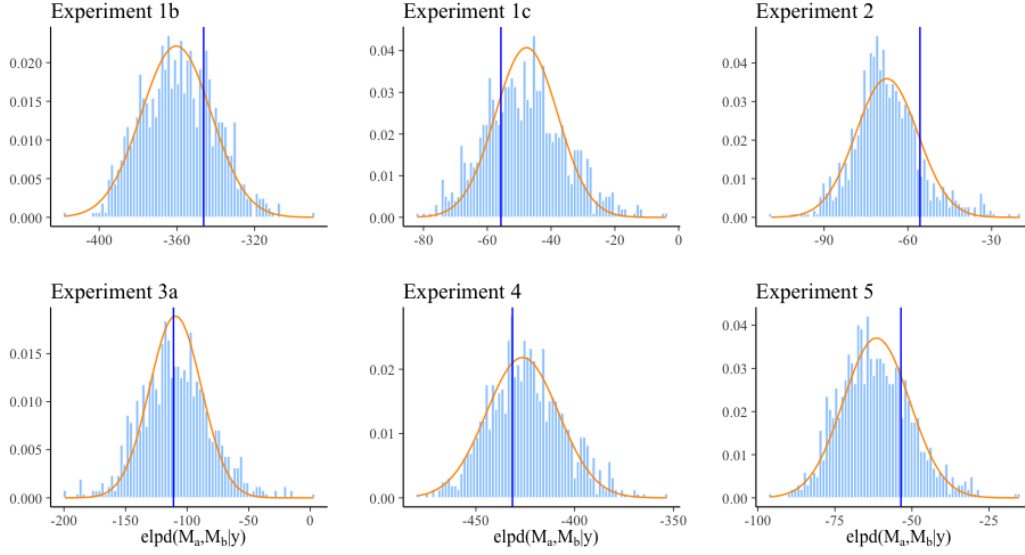 Experiment 1b
0.020
0.015
0.010
0.005
0.000
-400 -360 -320
Experiment 1c
0.04
0.03
0.02
0.01
0.00
-80 -60 -40 -20 0
Experiment 2
0.04
0.03
0.02
0.01
0.00
-90 -60 -30
Experiment 3a
0.015
0.010
0.005
0.000
-200 -150 -100 -50 0
elpd(Mₐ,M_b|y)
Experiment 4
0.02
0.01
0.00
-450 -400 -350
elpd(Mₐ,M_b|y)
Experiment 5
0.04
0.03
0.02
0.01
0.00
-100 -75 -50 -25
elpd(Mₐ,M_b|y)